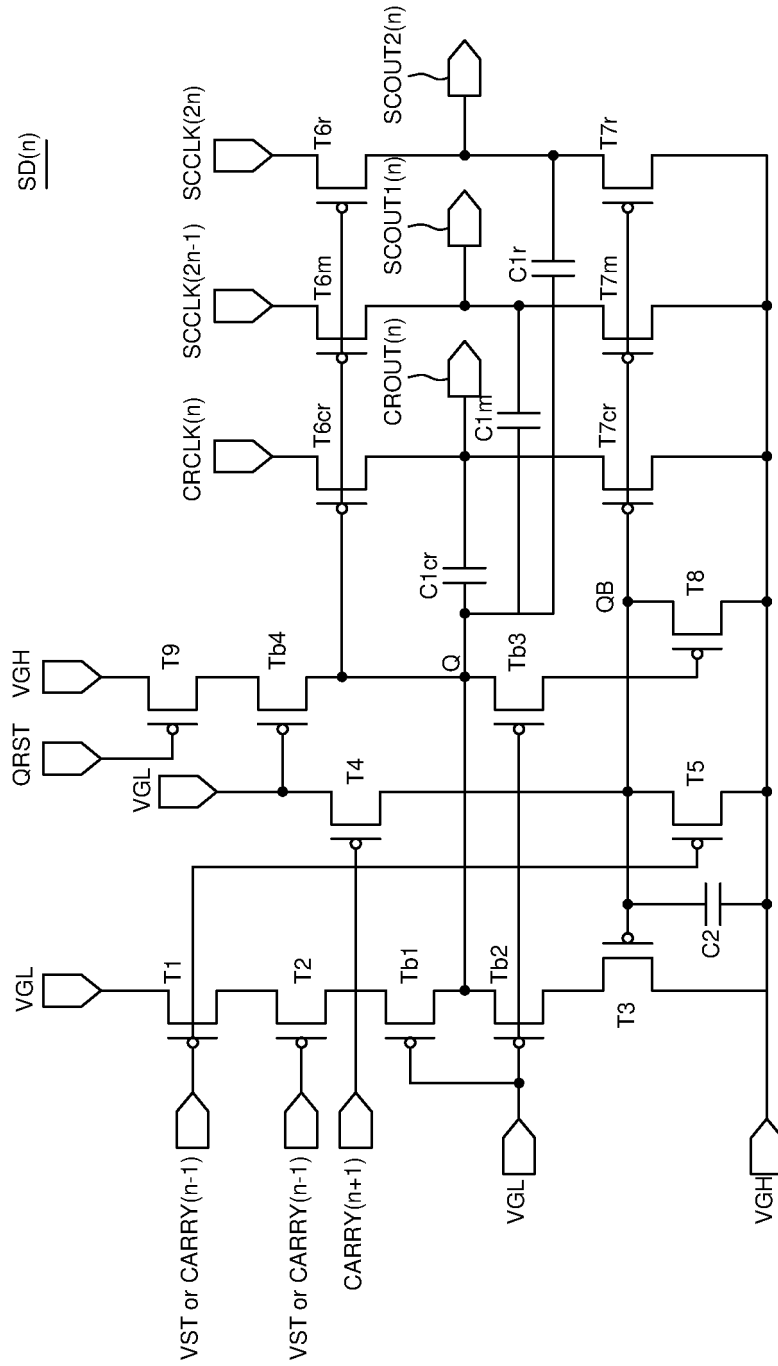 SD(n)
SCCLK(2n)
SCCLK(2n-1)
CRCLK(n)
VGH
QRST
VGL
VGL
T6r
T6m
T6cr
T9
Tb4
T4
T1
T2
Tb1
SCOUT2(n)
SCOUT1(n)
CROUT(n)
C1r
C1m
C1cr
Q
Tb3
Tb2
T7r
T7m
T7cr
QB
T8
T5
C2
T3
VST or CARRY(n-1)
VST or CARRY(n-1)
CARRY(n+1)
VGL
VGH